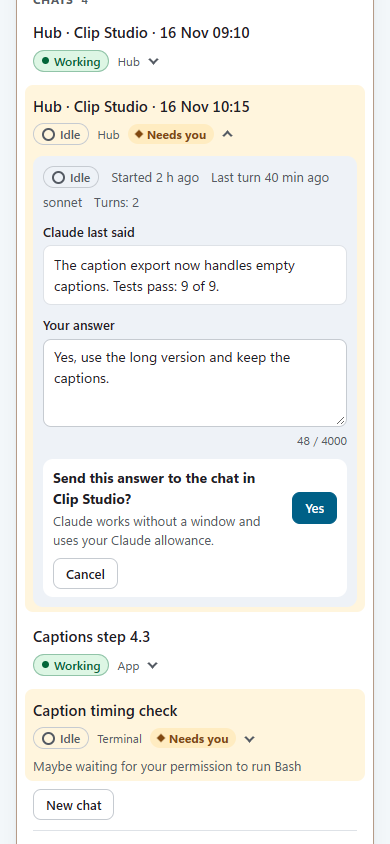 CHATS 4
Hub · Clip Studio · 16 Nov 09:10
Working Hub
Hub · Clip Studio · 16 Nov 10:15
Idle Hub Needs you
Idle Started 2 h ago Last turn 40 min ago
sonnet Turns: 2
Claude last said
The caption export now handles empty
captions. Tests pass: 9 of 9.
Your answer
Yes, use the long version and keep the
captions.
48 / 4000
Send this answer to the chat in
Clip Studio?
Yes
Claude works without a window and
uses your Claude allowance.
Cancel
Captions step 4.3
Working App
Caption timing check
Idle Terminal Needs you
Maybe waiting for your permission to run Bash
New chat